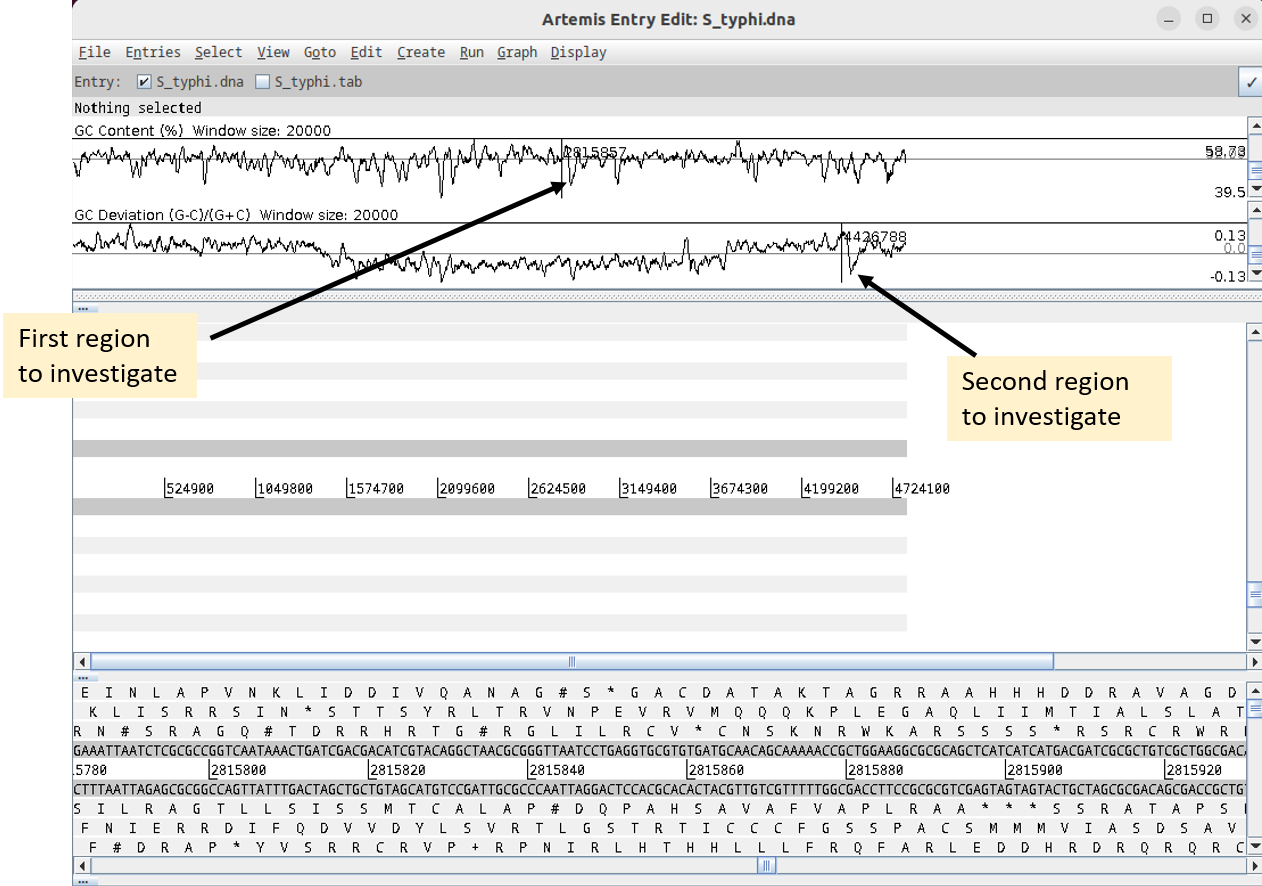 Artemis Entry Edit: S_typhi.dna
File Entries Select View Goto Edit Create Run Graph Display
Entry: S_typhi.dna S_typhi.tab
Nothing selected
GC Content (%) Window size: 20000
2815857
58.73
39.5
GC Deviation (G-C)/(G+C) Window size: 20000
4426788
0.13
0.0
-0.13
First region
to investigate
Second region
to investigate
524900 1049800 1574700 2099600 2624500 3149400 3674300 4199200 4724100
E I N L A P V N K L I D D I V Q A N A G # S * G A C D A T A K T A G R R A A H H H D D R A V A G D
K L I S R R S I N * S T T S Y R L T R V N P E V R V M Q Q Q K P L E G A Q L I I M T I A L S L A T
R N # S R A G Q # T D R R H R T G # R G L I L R C V * C N S K N R W K A R S S S S * R S R C R W R
GAAATTAATCTCGCGCCGGTCAATAAACTGATCGACGACATCGTACAGGCTAACGCGGGTTAATCCTGAGGTGCGTGTGATGCAACAGCAAAAACCGCTGGAAGGCGCGCAGCTCATCATCATGACGATCGCGCTGTCGCTGGCGAC
.5780 2815800 2815820 2815840 2815860 2815880 2815900 2815920
CTTTAATTAGAGCGCGGCCAGTTATTTGACTAGCTGCTGTAGCATGTCCGATTGCGCCCAATTAGGACTCCACGCACACTACGTTGTCGTTTTTGGCGACCTTCCGCGCGTCGAGTAGTAGTACTGCTAGCGCGACAGCGACCGCTG
S I L R A G T L L S I S S M T C A L A P # D Q P A H S A V A F V A P L R A A * * * S S R A T A P S
F N I E R R D I F Q D V V D Y L S V R T L G S T R T I C C C F G S S P A C S M M M V I A S D S A V
F # D R A P * Y V S R R C R V P + R P N I R L H T H H L L L F R Q F A R L E D D H R D R Q R Q R C